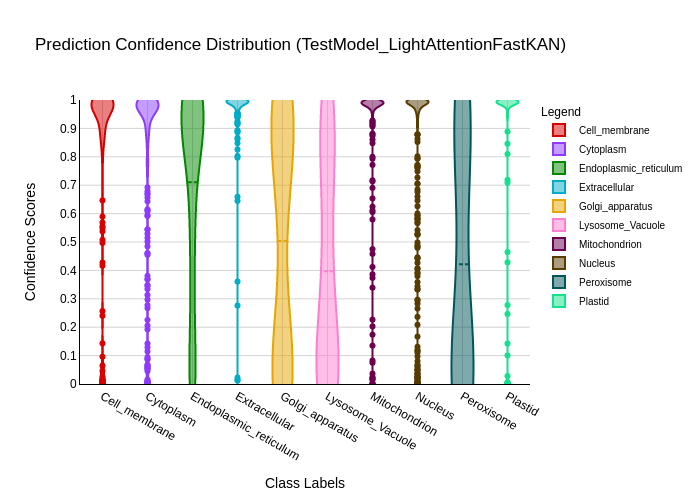 Prediction Confidence Distribution (TestModel_LightAttentionFastKAN)
Confidence Scores
1
0.9
0.8
0.7
0.6
0.5
0.4
0.3
0.2
0.1
0
Cell_membrane
Cytoplasm
Endoplasmic_reticulum
Extracellular
Golgi_apparatus
Lysosome_Vacuole
Mitochondrion
Nucleus
Peroxisome
Plastid
Class Labels
Legend
Cell_membrane
Cytoplasm
Endoplasmic_reticulum
Extracellular
Golgi_apparatus
Lysosome_Vacuole
Mitochondrion
Nucleus
Peroxisome
Plastid